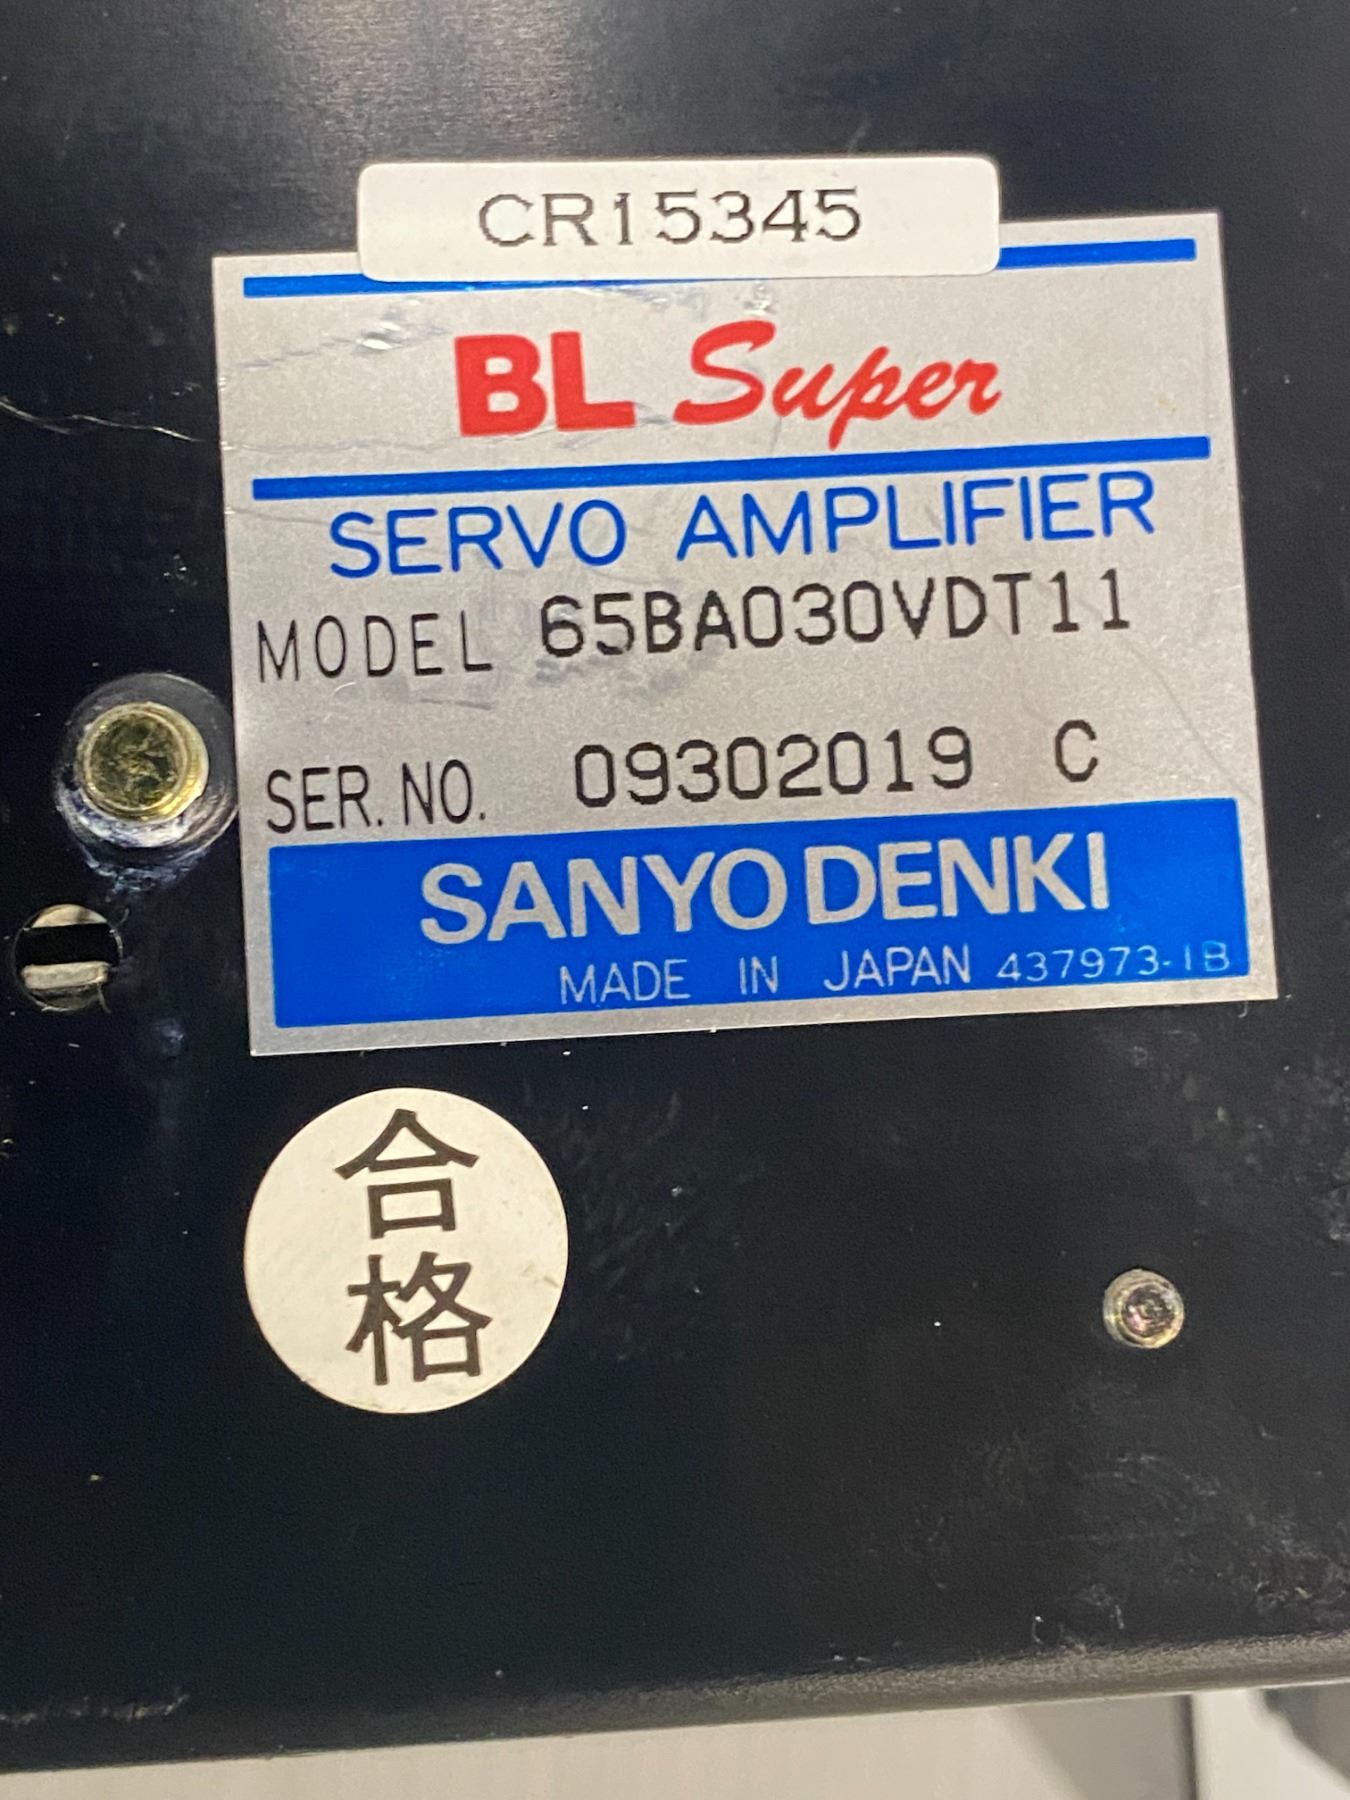 CR15345
BL Super
SERVO AMPLIFIER
MODEL 65BA030VDT11
SER. NO. 09302019 C
SANYO DENKI
MADE IN JAPAN 437973-1B
合
格